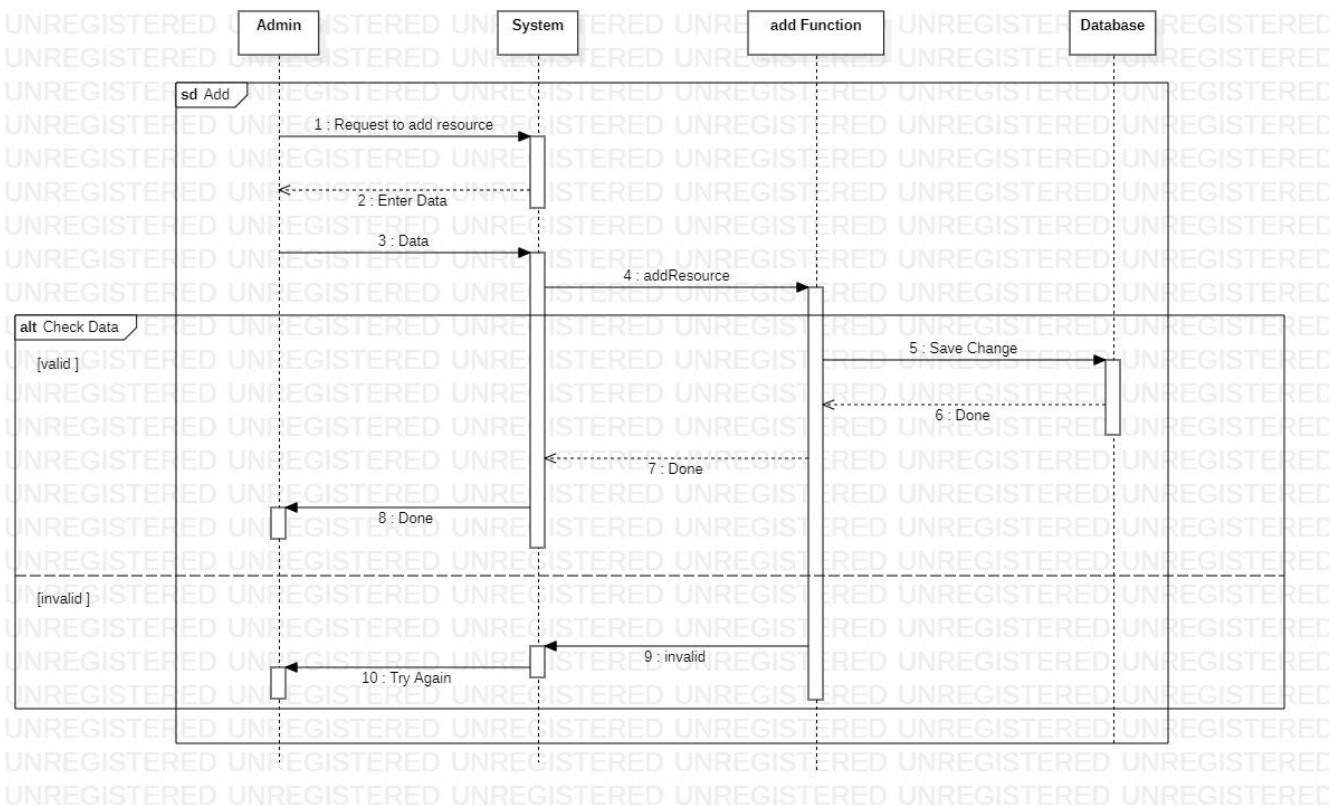 Admin
System
add Function
Database
sd Add
1 : Request to add resource
2 : Enter Data
3 : Data
4 : addResource
alt Check Data
[valid ]
5 : Save Change
6 : Done
7 : Done
8 : Done
[invalid ]
9 : invalid
10 : Try Again
UNREGISTERED